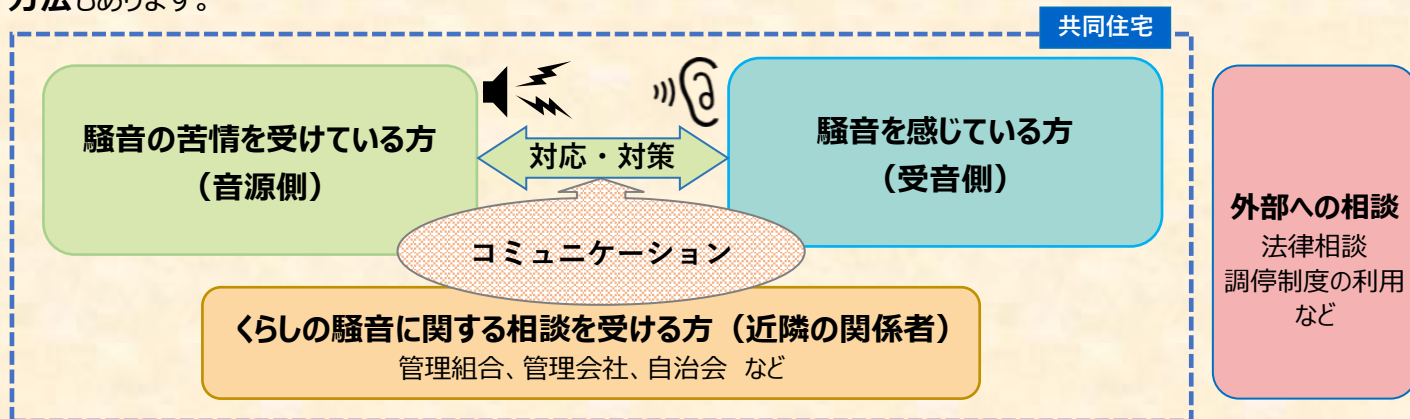 方法もあります。
共同住宅
騒音の苦情を受けている方
（音源側）
対応・対策
騒音を感じている方
（受音側）
コミュニケーション
くらしの騒音に関する相談を受ける方（近隣の関係者）
管理組合、管理会社、自治会 など
外部への相談
法律相談
調停制度の利用
など